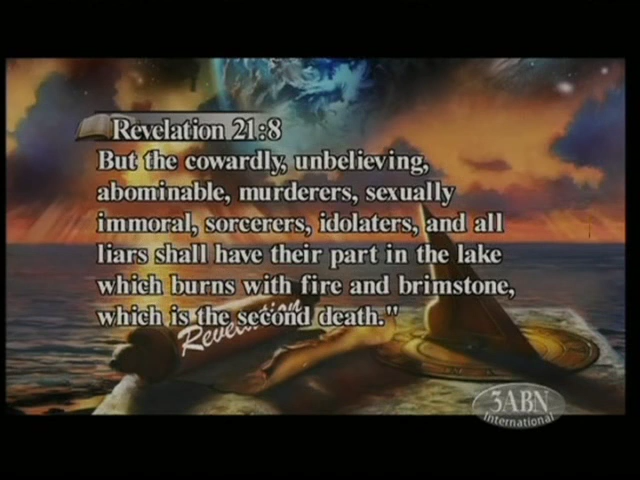 Revelation 21:8
But the cowardly, unbelieving,
abominable, murderers, sexually
immoral, sorcerers, idolaters, and all
liars shall have their part in the lake
which burns with fire and brimstone,
which is the second death."
Revelation
3ABN
International